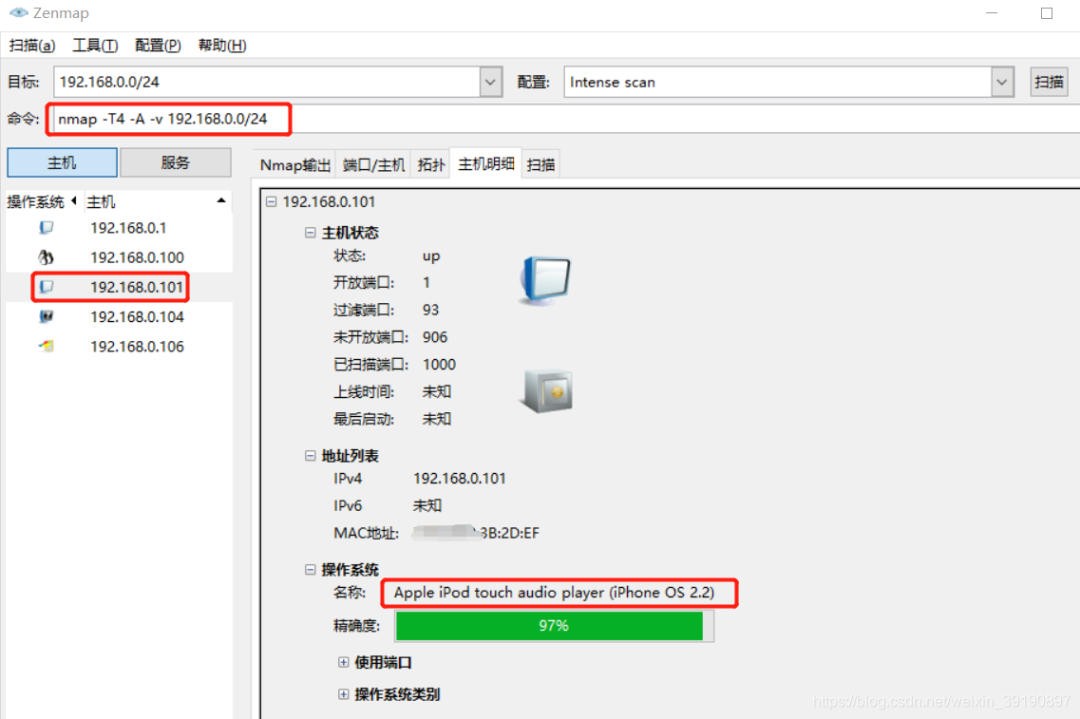 Zenmap
扫描(a) 工具(T) 配置(P) 帮助(H)
目标: 192.168.0.0/24 配置: Intense scan 扫描
命令: nmap -T4 -A -v 192.168.0.0/24
主机 服务
Nmap输出 端口/主机 拓扑 主机明细 扫描
操作系统 主机
192.168.0.1
192.168.0.100
192.168.0.101
192.168.0.104
192.168.0.106
192.168.0.101
主机状态
状态: up
开放端口: 1
过滤端口: 93
未开放端口: 906
已扫描端口: 1000
上线时间: 未知
最后启动: 未知
地址列表
IPv4 192.168.0.101
IPv6 未知
MAC地址: 3B:2D:EF
操作系统
名称: Apple iPod touch audio player (iPhone OS 2.2)
精确度: 97%
使用端口
操作系统类别
https://blog.csdn.net/weixin_39190897